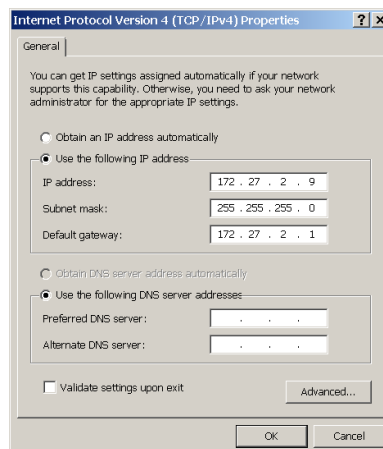 Internet Protocol Version 4 (TCP/IPv4) Properties
General
You can get IP settings assigned automatically if your network
supports this capability. Otherwise, you need to ask your network
administrator for the appropriate IP settings.
Obtain an IP address automatically
Use the following IP address
IP address: 172 . 27 . 2 . 9
Subnet mask: 255 . 255 . 255 . 0
Default gateway: 172 . 27 . 2 . 1
Obtain DNS server address automatically
Use the following DNS server addresses
Preferred DNS server: . . .
Alternate DNS server: . . .
Validate settings upon exit
Advanced...
OK Cancel